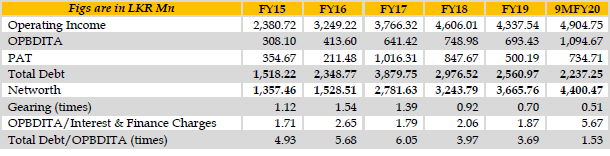 Figs are in LKR Mn FY15 FY16 FY17 FY18 FY19 9MFY20
Operating Income 2,380.72 3,249.22 3,766.32 4,606.01 4,337.54 4,904.75
OPBDITA 308.10 413.60 641.42 748.98 693.43 1,094.67
PAT 354.67 211.48 1,016.31 847.67 500.19 734.71
Total Debt 1,518.22 2,348.77 3,879.75 2,976.52 2,560.97 2,237.25
Networth 1,357.46 1,528.51 2,781.63 3,243.79 3,665.76 4,400.47
Gearing (times) 1.12 1.54 1.39 0.92 0.70 0.51
OPBDITA/Interest & Finance Charges 1.71 2.65 1.79 2.06 1.87 5.67
Total Debt/OPBDITA (times) 4.93 5.68 6.05 3.97 3.69 1.53